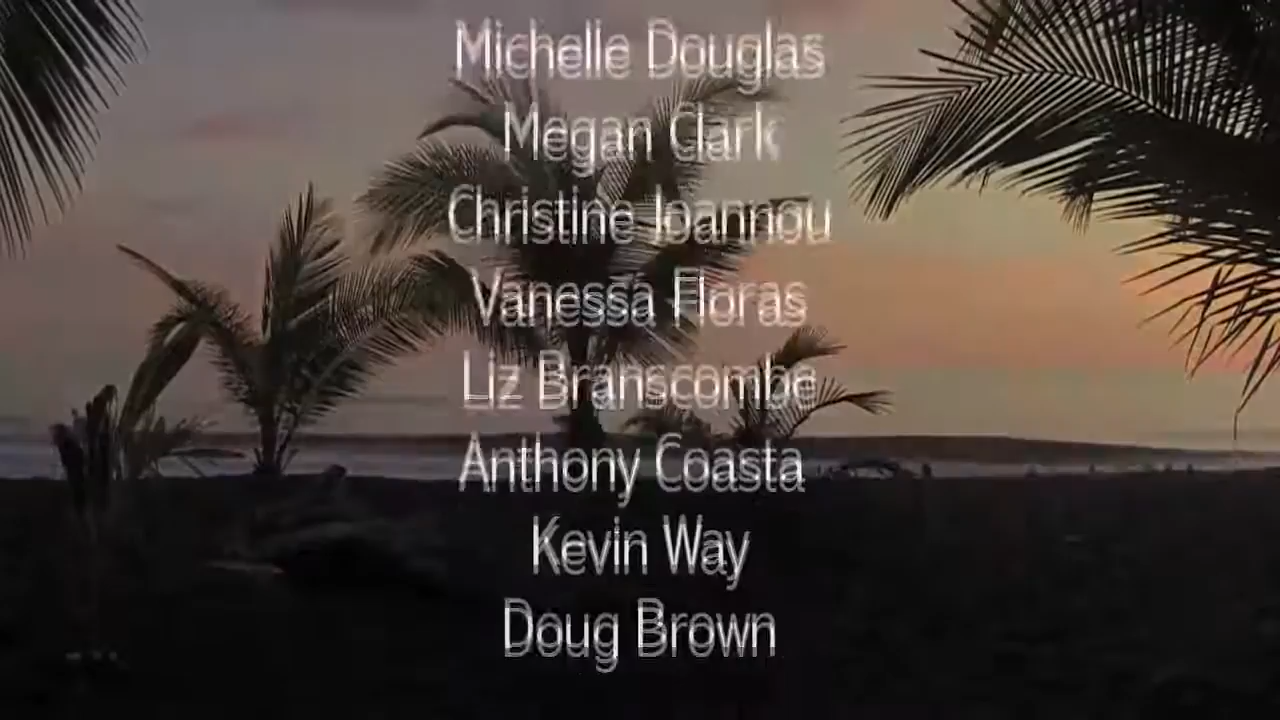 Michelle Douglas
Megan Clark
Christine Ioannou
Vanessa Floras
Liz Branscombe
Anthony Coasta
Kevin Way
Doug Brown